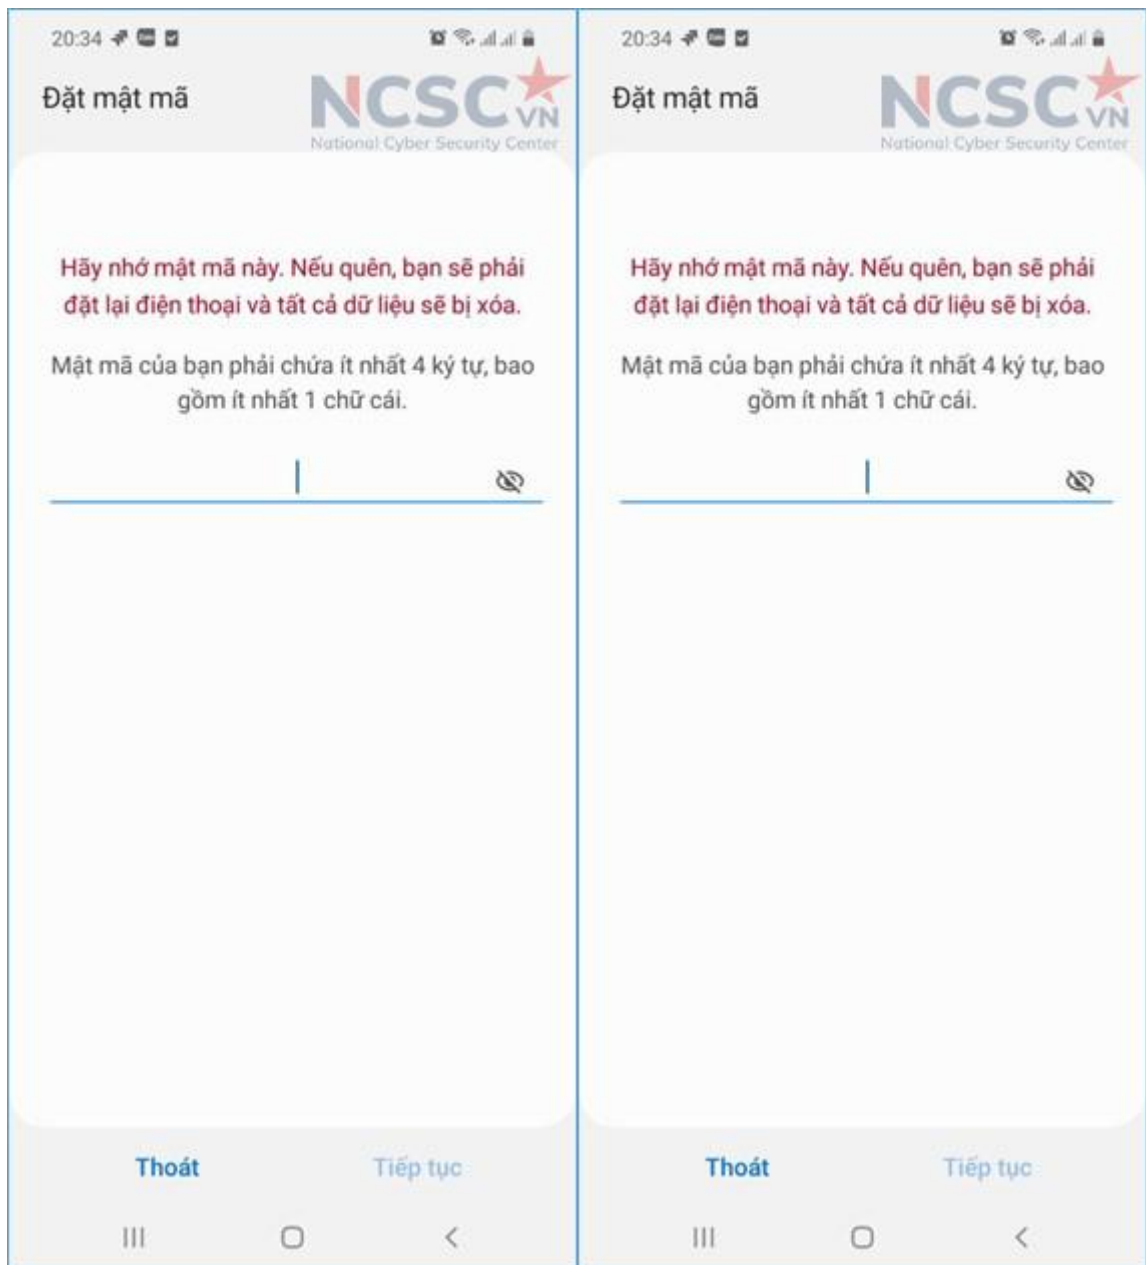 20:34
Đặt mật mã
NCSC
VN
National Cyber Security Center
Hãy nhớ mật mã này. Nếu quên, bạn sẽ phải
đặt lại điện thoại và tất cả dữ liệu sẽ bị xóa.
Mật mã của bạn phải chứa ít nhất 4 ký tự, bao
gồm ít nhất 1 chữ cái.
Thoát
Tiếp tục
20:34
Đặt mật mã
NCSC
VN
National Cyber Security Center
Hãy nhớ mật mã này. Nếu quên, bạn sẽ phải
đặt lại điện thoại và tất cả dữ liệu sẽ bị xóa.
Mật mã của bạn phải chứa ít nhất 4 ký tự, bao
gồm ít nhất 1 chữ cái.
Thoát
Tiếp tục